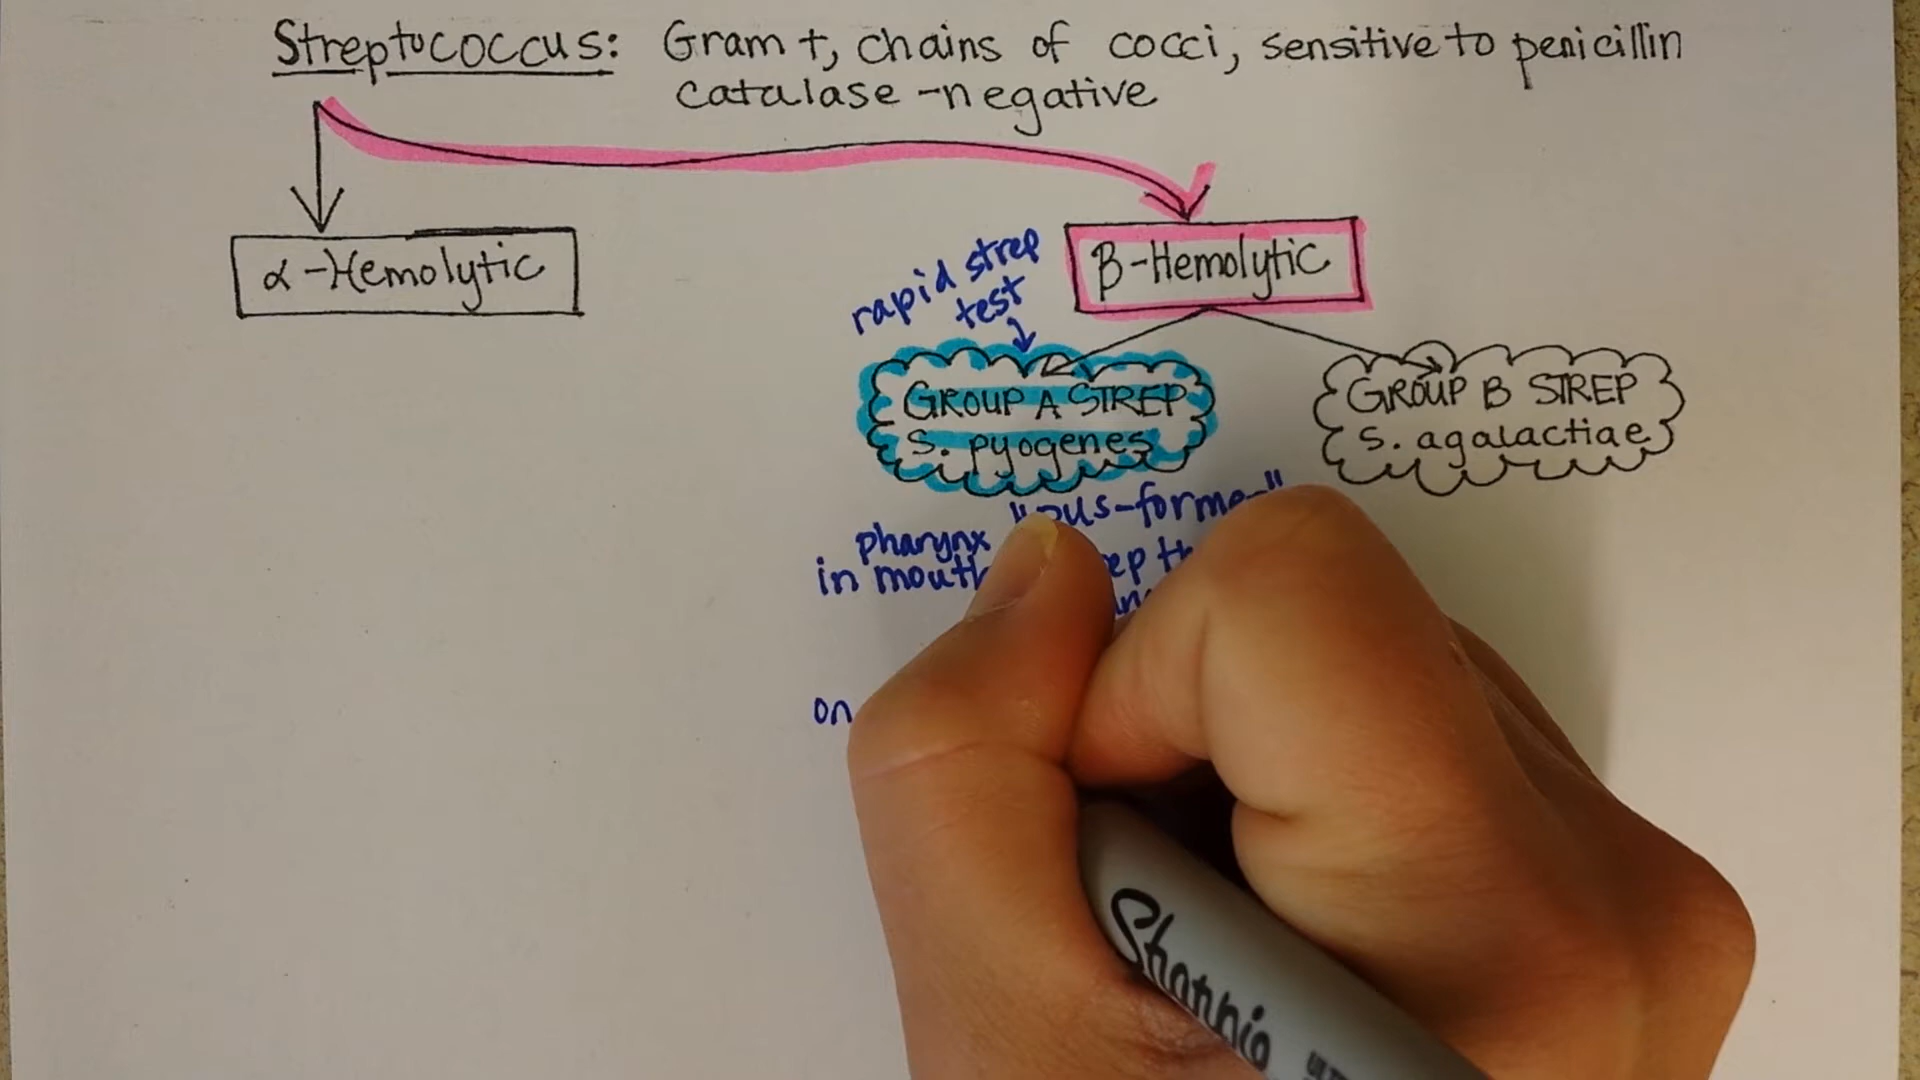 Streptococcus: Gram +, chains of cocci, sensitive to penicillin
catalase-negative
α-Hemolytic
β-Hemolytic
rapid strep
test
GROUP A STREP
S. pyogenes
GROUP B STREP
S. agalactiae
pharynx
in
on
Sharpie